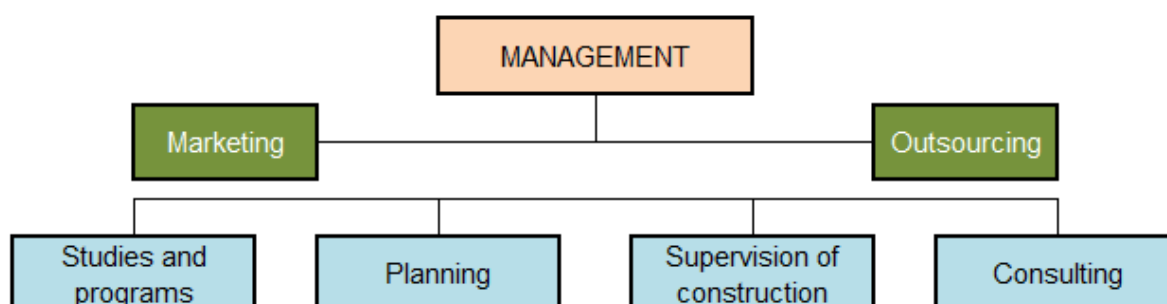 MANAGEMENT
Marketing
Outsourcing
Studies and
programs
Planning
Supervision of
construction
Consulting